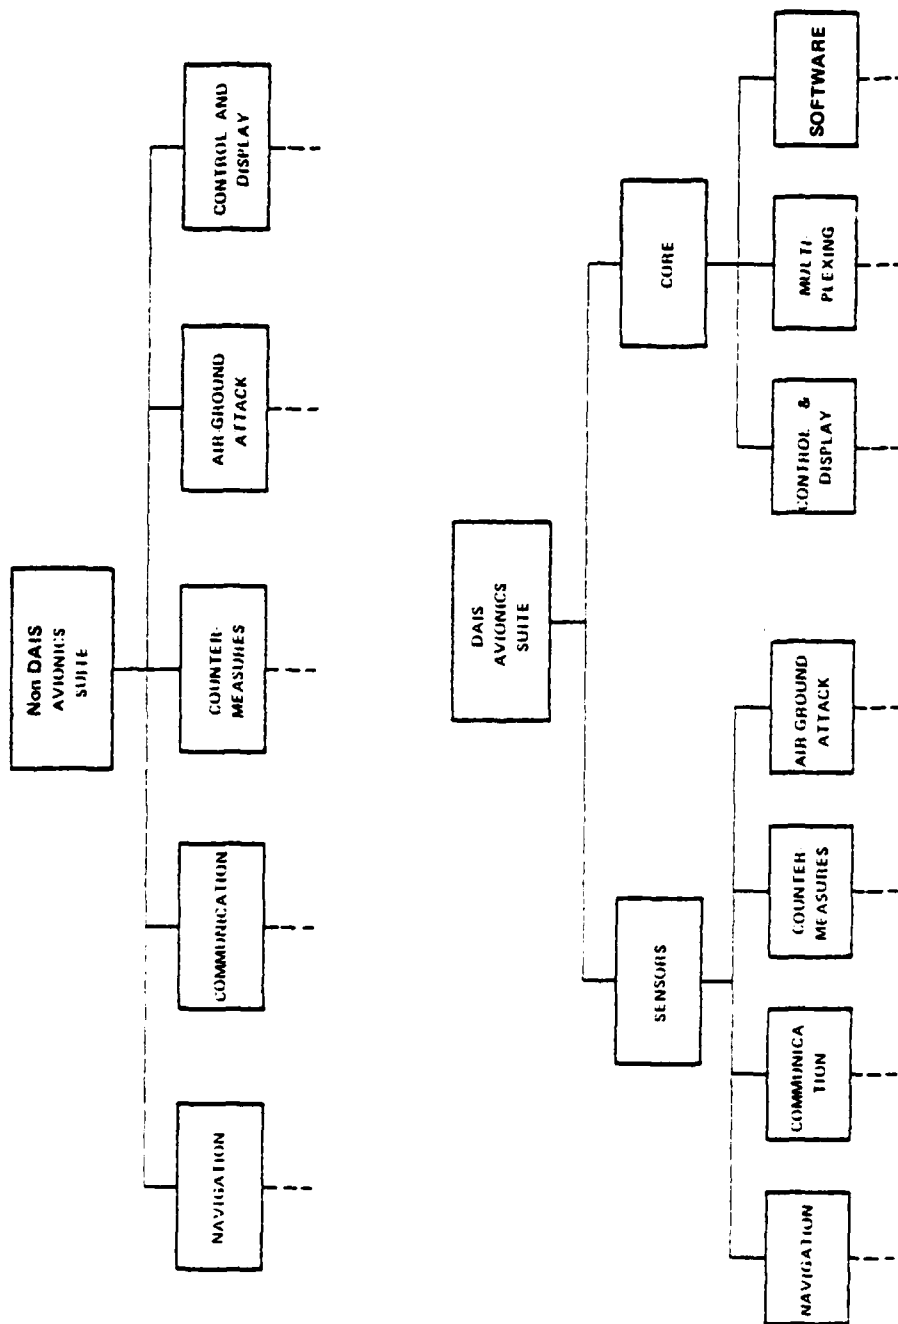 Non DAIS
AVIONICS
SUITE
NAVIGATION
COMMUNICATION
COUNTER-
MEASURES
AIR-GROUND
ATTACK
CONTROL AND
DISPLAY
DAIS
AVIONICS
SUITE
SENSORS
CORE
NAVIGATION
COMMUNICA
TION
COUNTER-
MEASURES
AIR GROUND
ATTACK
CONTROL &
DISPLAY
MULTI-
PLEXING
SOFTWARE